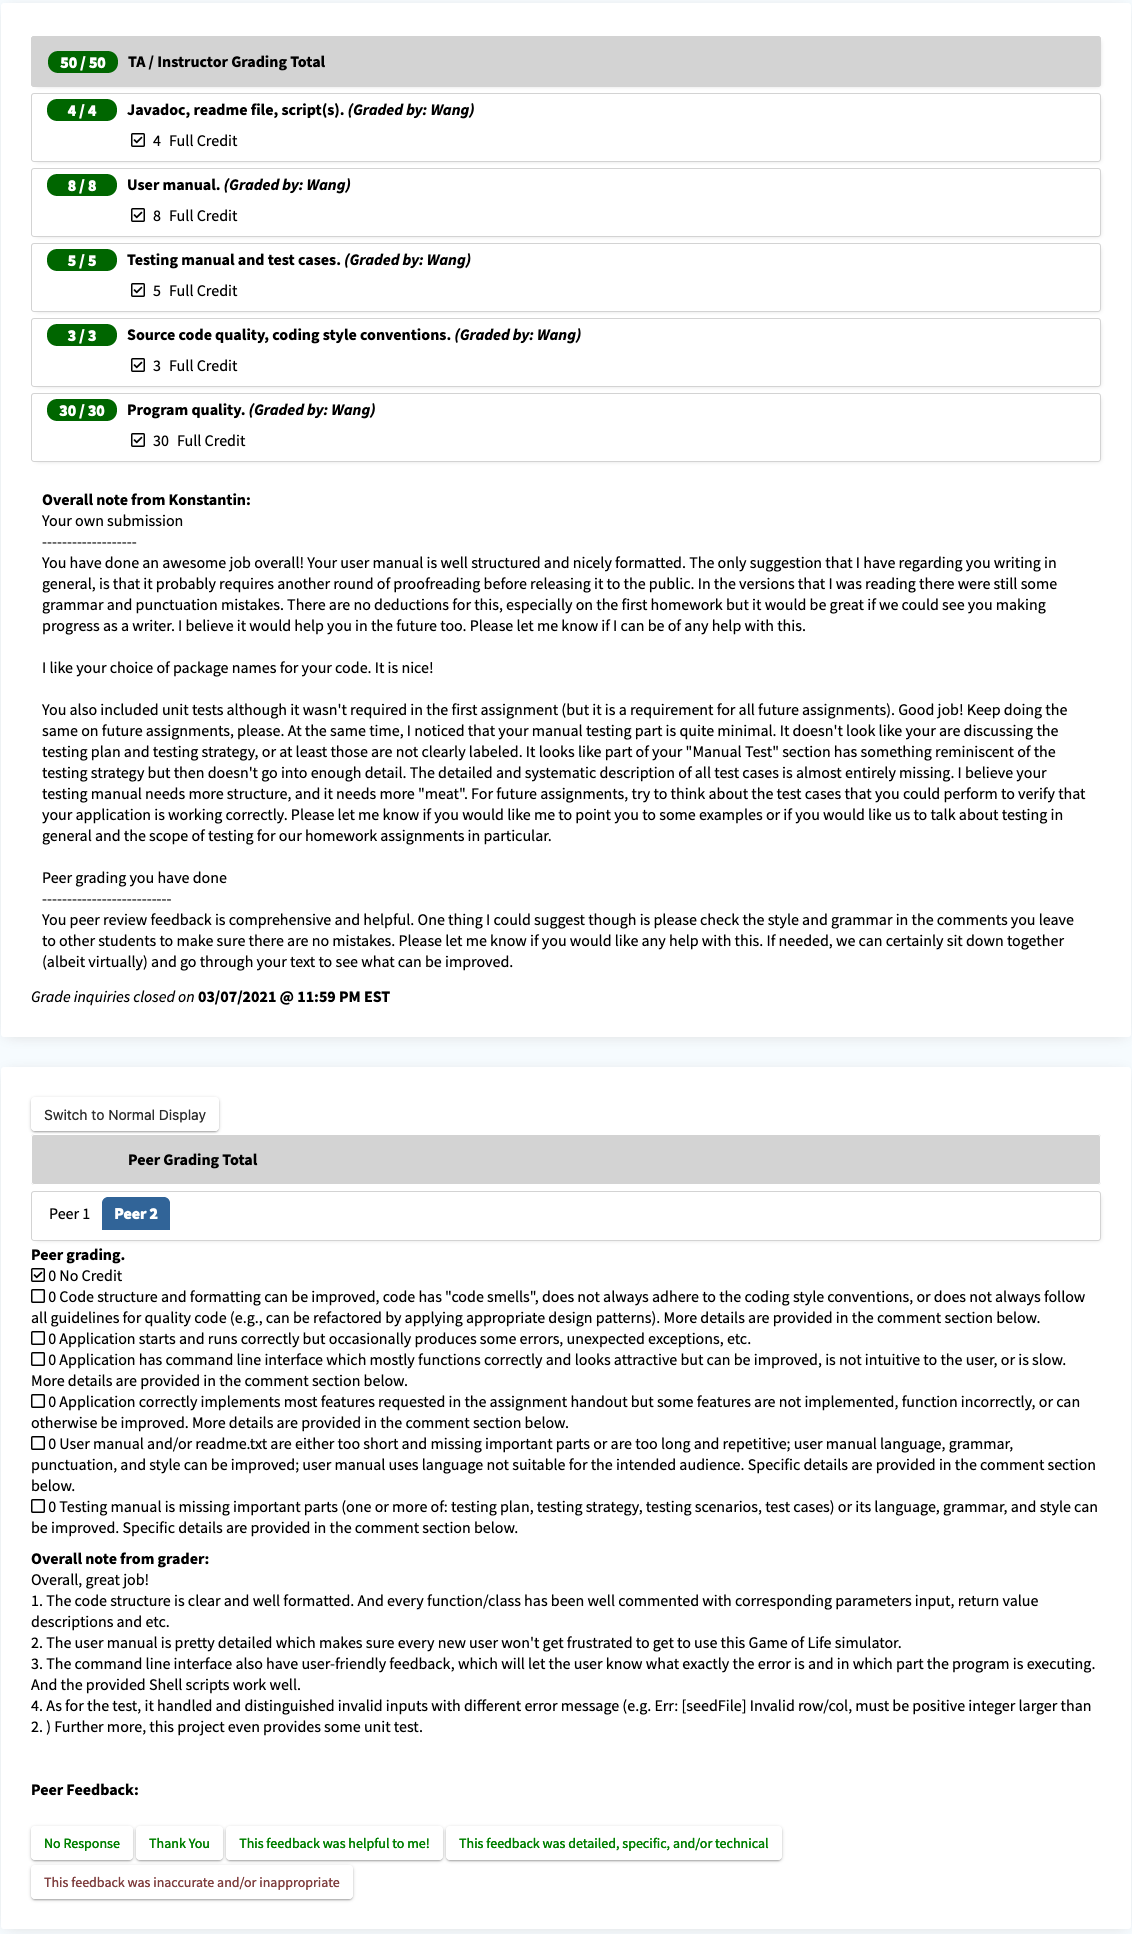 50 / 50 TA / Instructor Grading Total
4 / 4 Javadoc, readme file, script(s). (Graded by: Wang)
4 Full Credit
8 / 8 User manual. (Graded by: Wang)
8 Full Credit
5 / 5 Testing manual and test cases. (Graded by: Wang)
5 Full Credit
3 / 3 Source code quality, coding style conventions. (Graded by: Wang)
3 Full Credit
30 / 30 Program quality. (Graded by: Wang)
30 Full Credit
Overall note from Konstantin:
Your own submission
-------------------
You have done an awesome job overall! Your user manual is well structured and nicely formatted. The only suggestion that I have regarding you writing in
general, is that it probably requires another round of proofreading before releasing it to the public. In the versions that I was reading there were still some
grammar and punctuation mistakes. There are no deductions for this, especially on the first homework but it would be great if we could see you making
progress as a writer. I believe it would help you in the future too. Please let me know if I can be of any help with this.
I like your choice of package names for your code. It is nice!
You also included unit tests although it wasn't required in the first assignment (but it is a requirement for all future assignments). Good job! Keep doing the
same on future assignments, please. At the same time, I noticed that your manual testing part is quite minimal. It doesn't look like your are discussing the
testing plan and testing strategy, or at least those are not clearly labeled. It looks like part of your "Manual Test" section has something reminiscent of the
testing strategy but then doesn't go into enough detail. The detailed and systematic description of all test cases is almost entirely missing. I believe your
testing manual needs more structure, and it needs more "meat". For future assignments, try to think about the test cases that you could perform to verify that
your application is working correctly. Please let me know if you would like me to point you to some examples or if you would like us to talk about testing in
general and the scope of testing for our homework assignments in particular.
Peer grading you have done
--------------------------
You peer review feedback is comprehensive and helpful. One thing I could suggest though is please check the style and grammar in the comments you leave
to other students to make sure there are no mistakes. Please let me know if you would like any help with this. If needed, we can certainly sit down together
(albeit virtually) and go through your text to see what can be improved.
Grade inquiries closed on 03/07/2021 @ 11:59 PM EST
Switch to Normal Display
Peer Grading Total
Peer 1 Peer 2
Peer grading.
0 No Credit
0 Code structure and formatting can be improved, code has "code smells", does not always adhere to the coding style conventions, or does not always follow
all guidelines for quality code (e.g., can be refactored by applying appropriate design patterns). More details are provided in the comment section below.
0 Application starts and runs correctly but occasionally produces some errors, unexpected exceptions, etc.
0 Application has command line interface which mostly functions correctly and looks attractive but can be improved, is not intuitive to the user, or is slow.
More details are provided in the comment section below.
0 Application correctly implements most features requested in the assignment handout but some features are not implemented, function incorrectly, or can
otherwise be improved. More details are provided in the comment section below.
0 User manual and/or readme.txt are either too short and missing important parts or are too long and repetitive; user manual language, grammar,
punctuation, and style can be improved; user manual uses language not suitable for the intended audience. Specific details are provided in the comment section
below.
0 Testing manual is missing important parts (one or more of: testing plan, testing strategy, testing scenarios, test cases) or its language, grammar, and style can
be improved. Specific details are provided in the comment section below.
Overall note from grader:
Overall, great job!
1. The code structure is clear and well formatted. And every function/class has been well commented with corresponding parameters input, return value
descriptions and etc.
2. The user manual is pretty detailed which makes sure every new user won't get frustrated to get to use this Game of Life simulator.
3. The command line interface also have user-friendly feedback, which will let the user know what exactly the error is and in which part the program is executing.
And the provided Shell scripts work well.
4. As for the test, it handled and distinguished invalid inputs with different error message (e.g. Err: [seedFile] Invalid row/col, must be positive integer larger than
2. ) Further more, this project even provides some unit test.
Peer Feedback:
No Response Thank You This feedback was helpful to me! This feedback was detailed, specific, and/or technical
This feedback was inaccurate and/or inappropriate